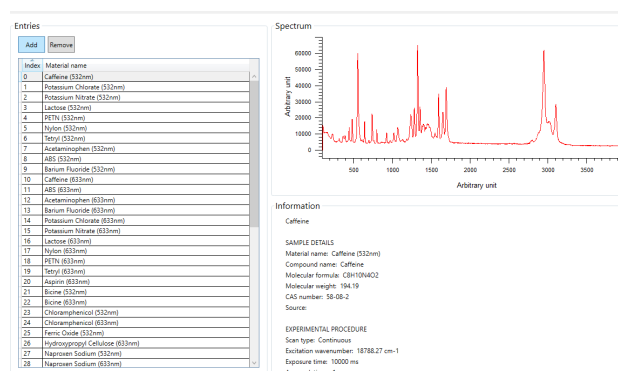 Entries
Add Remove
Index Material name
0 Caffeine (532nm)
1 Potassium Chlorate (532nm)
2 Potassium Nitrate (532nm)
3 Lactose (532nm)
4 PETN (532nm)
5 Nylon (532nm)
6 Tetryl (532nm)
7 Acetaminophen (532nm)
8 ABS (532nm)
9 Barium Fluoride (532nm)
10 Caffeine (633nm)
11 ABS (633nm)
12 Acetaminophen (633nm)
13 Barium Fluoride (633nm)
14 Potassium Chlorate (633nm)
15 Potassium Nitrate (633nm)
16 Lactose (633nm)
17 Nylon (633nm)
18 PETN (633nm)
19 Tetryl (633nm)
20 Aspirin (633nm)
21 Bicine (532nm)
22 Bicine (633nm)
23 Chloramphenicol (532nm)
24 Chloramphenicol (633nm)
25 Ferric Oxide (532nm)
26 Hydroxypropyl Cellulose (633nm)
27 Naproxen Sodium (532nm)
28 Naproxen Sodium (633nm)
Spectrum
Abitrary unit
60000
50000
40000
30000
20000
10000
0
500 1000 1500 2000 2500 3000 3500
Arbitrary unit
Information
Caffeine
SAMPLE DETAILS
Material name: Caffeine (532nm)
Compound name: Caffeine
Molecular formula: C8H10N4O2
Molecular weight: 194.19
CAS number: 58-08-2
Source:
EXPERIMENTAL PROCEDURE
Scan type: Continuous
Excitation wavenumber: 18788.27 cm-1
Exposure time: 10000 ms